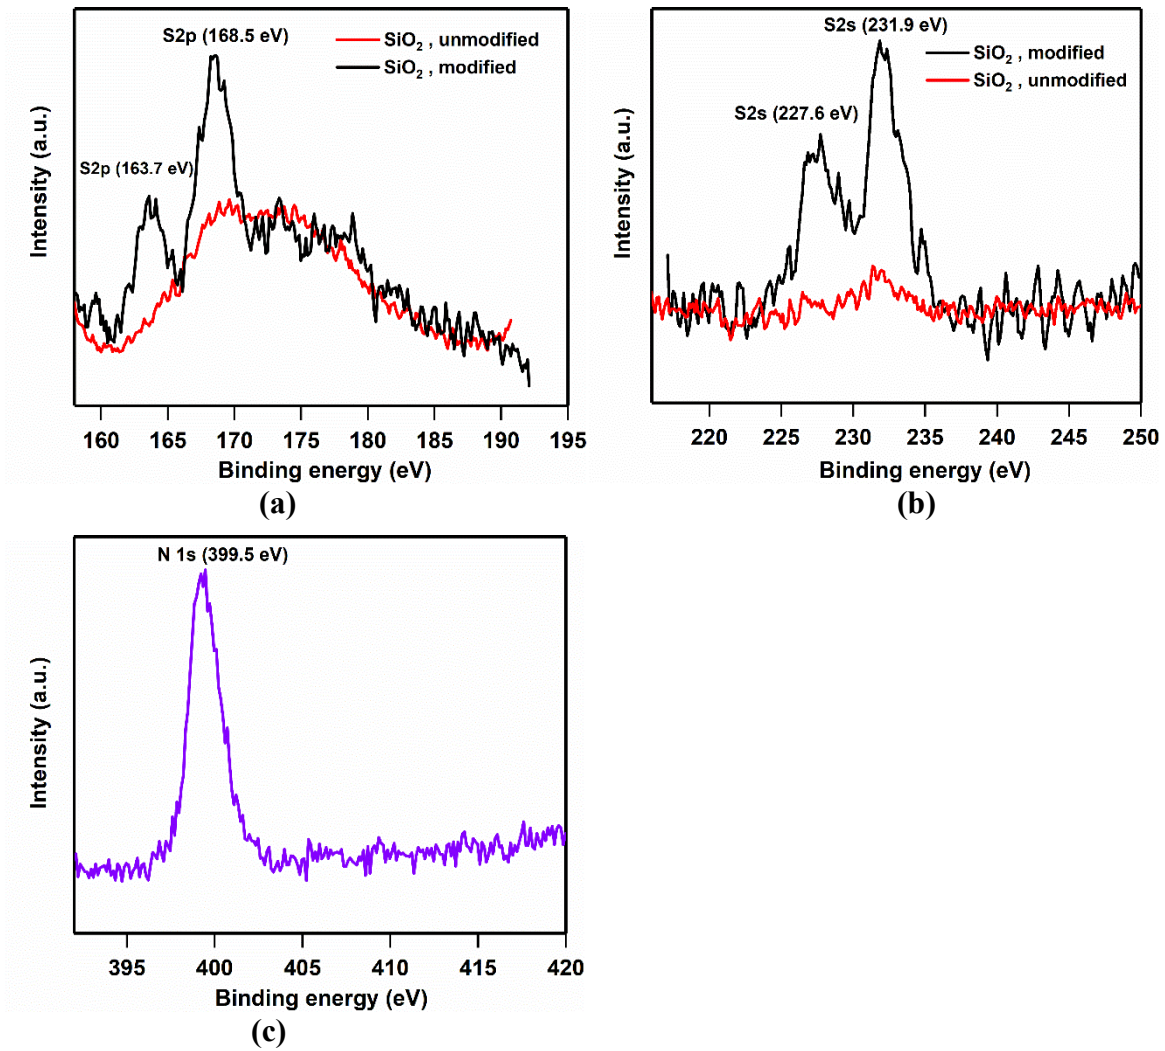 S2p (168.5 eV)
SiO2 , unmodified
SiO2 , modified
S2p (163.7 eV)
Intensity (a.u.)
160 165 170 175 180 185 190 195
Binding energy (eV)
(a)
S2s (231.9 eV)
SiO2 , modified
SiO2 , unmodified
S2s (227.6 eV)
Intensity (a.u.)
220 225 230 235 240 245 250
Binding energy (eV)
(b)
N 1s (399.5 eV)
Intensity (a.u.)
395 400 405 410 415 420
Binding energy (eV)
(c)